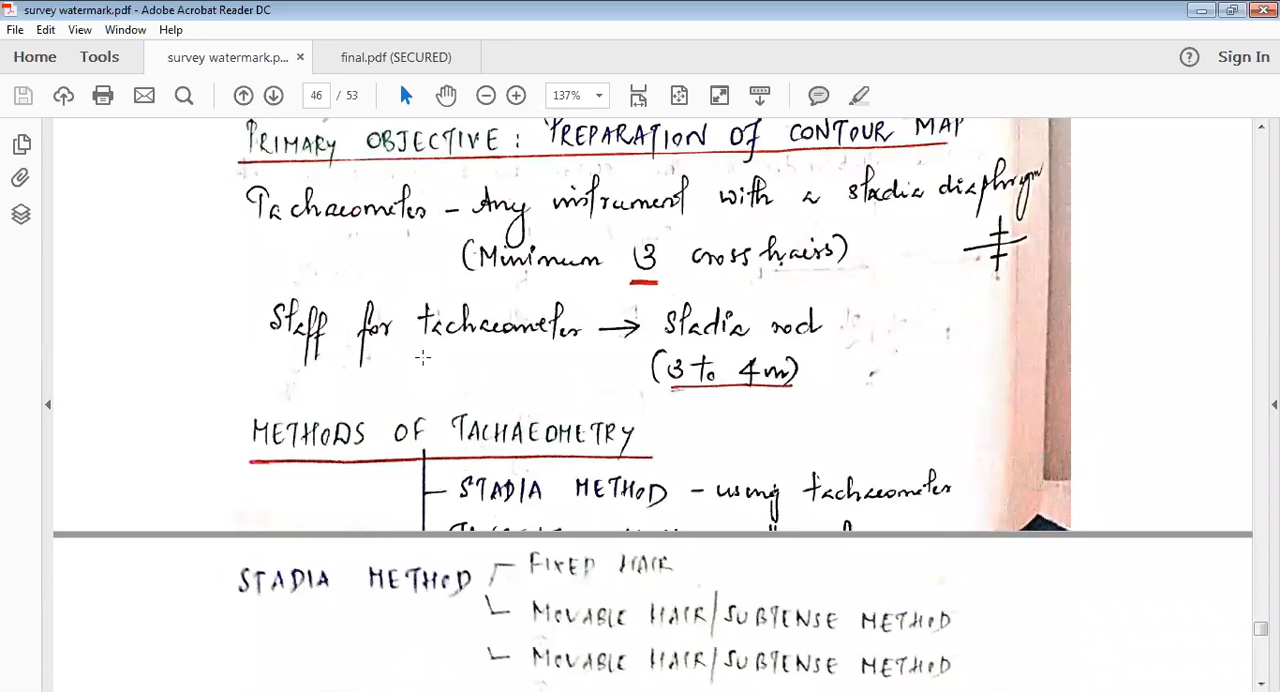 survey watermark.pdf - Adobe Acrobat Reader DC
File Edit View Window Help
Home Tools survey watermark.p... × final.pdf (SECURED) ? Sign In
46 / 53 137%
PRIMARY OBJECTIVE : PREPARATION OF CONTOUR MAP
Tachaeometer - Any instrument with a stadia diaphragm
(Minimum 3 cross hairs)
Staff for tachaeometer → Stadia rod
(3 to 4m)
METHODS OF TACHAEOMETRY
STADIA METHOD - using tachaeometer
STADIA METHOD FIXED HAIR
MOVABLE HAIR/SUBTENSE METHOD
MOVABLE HAIR/SUBTENSE METHOD